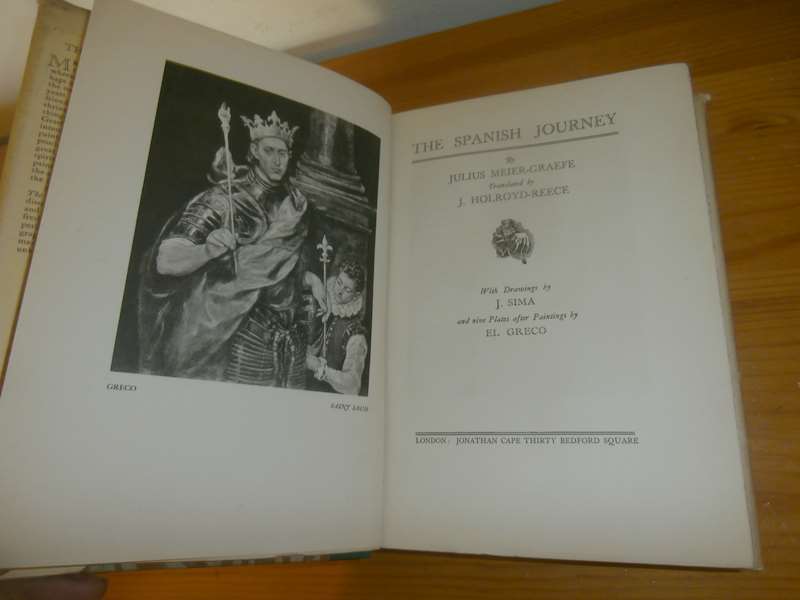 GRECO
SAINT LOUIS
THE SPANISH JOURNEY
By
JULIUS MEIER-GRAEFE
Translated by
J. HOLROYD-REECE
With Drawings by
J. SIMA
and nine Plates after Paintings by
EL GRECO
LONDON: JONATHAN CAPE THIRTY BEDFORD SQUARE